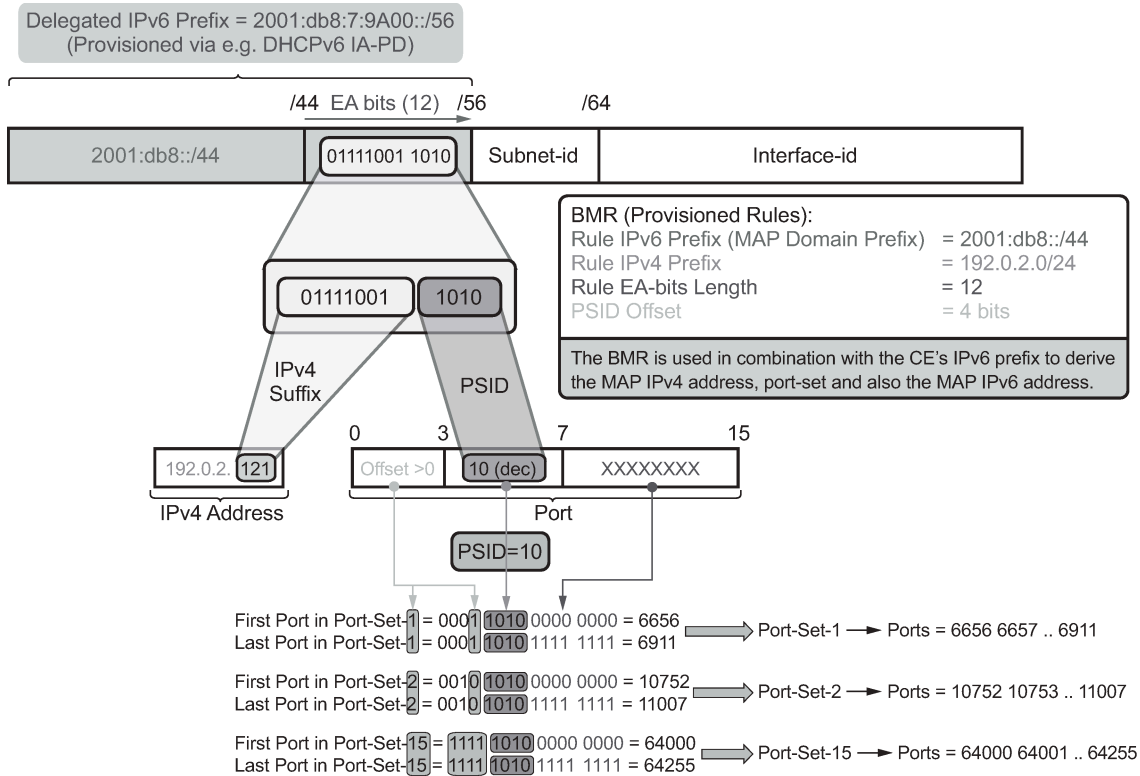 Delegated IPv6 Prefix = 2001:db8:7:9A00::/56
(Provisioned via e.g. DHCPv6 IA-PD)
/44 EA bits (12) /56 /64
2001:db8::/44 01111001 1010 Subnet-id Interface-id
BMR (Provisioned Rules):
Rule IPv6 Prefix (MAP Domain Prefix) = 2001:db8::/44
Rule IPv4 Prefix = 192.0.2.0/24
Rule EA-bits Length = 12
PSID Offset = 4 bits
The BMR is used in combination with the CE's IPv6 prefix to derive
the MAP IPv4 address, port-set and also the MAP IPv6 address.
01111001 1010
IPv4
Suffix
PSID
0 3 7 15
192.0.2. 121 Offset >0 10 (dec) XXXXXXXX
IPv4 Address Port
PSID=10
First Port in Port-Set-1 = 0001 1010 0000 0000 = 6656
Last Port in Port-Set-1 = 0001 1010 1111 1111 = 6911
Port-Set-1 Ports = 6656 6657 .. 6911
First Port in Port-Set-2 = 0010 1010 0000 0000 = 10752
Last Port in Port-Set-2 = 0010 1010 1111 1111 = 11007
Port-Set-2 Ports = 10752 10753 .. 11007
First Port in Port-Set-15 = 1111 1010 0000 0000 = 64000
Last Port in Port-Set-15 = 1111 1010 1111 1111 = 64255
Port-Set-15 Ports = 64000 64001 .. 64255